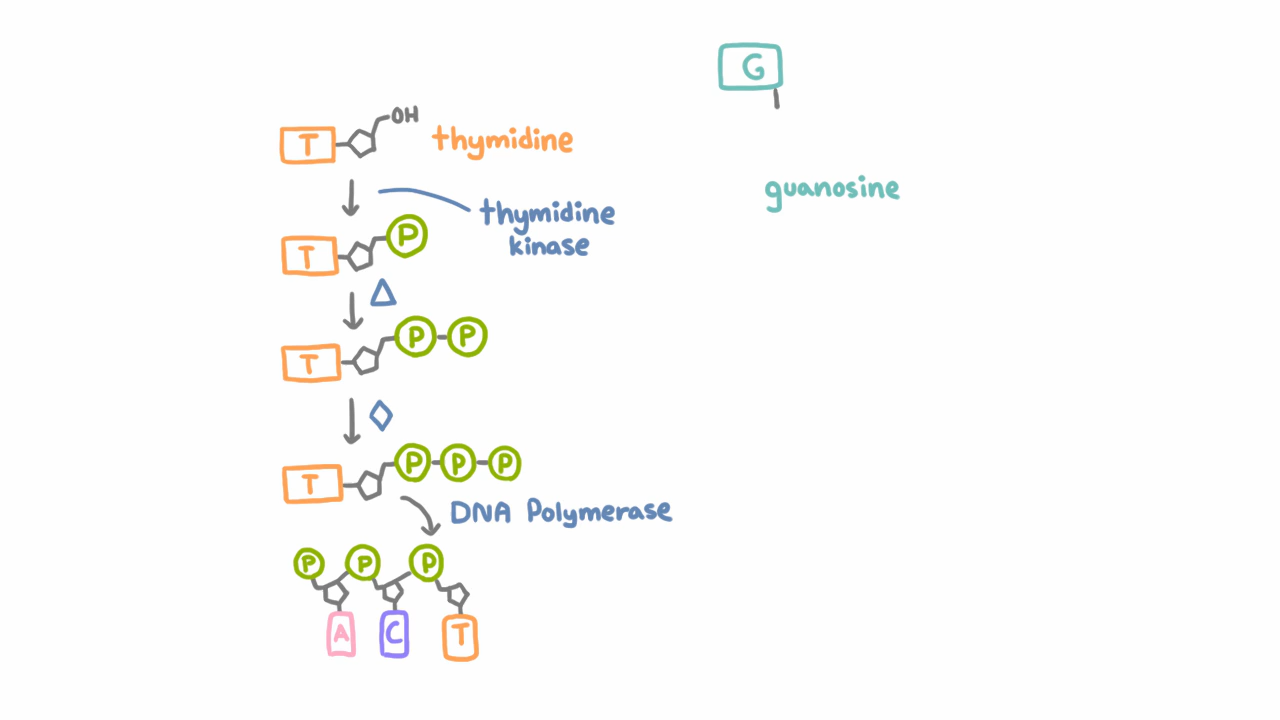 G
OH
T
thymidine
guanosine
thymidine
kinase
T
P
T
P
P
T
P
P
P
DNA Polymerase
P
P
P
A
C
T